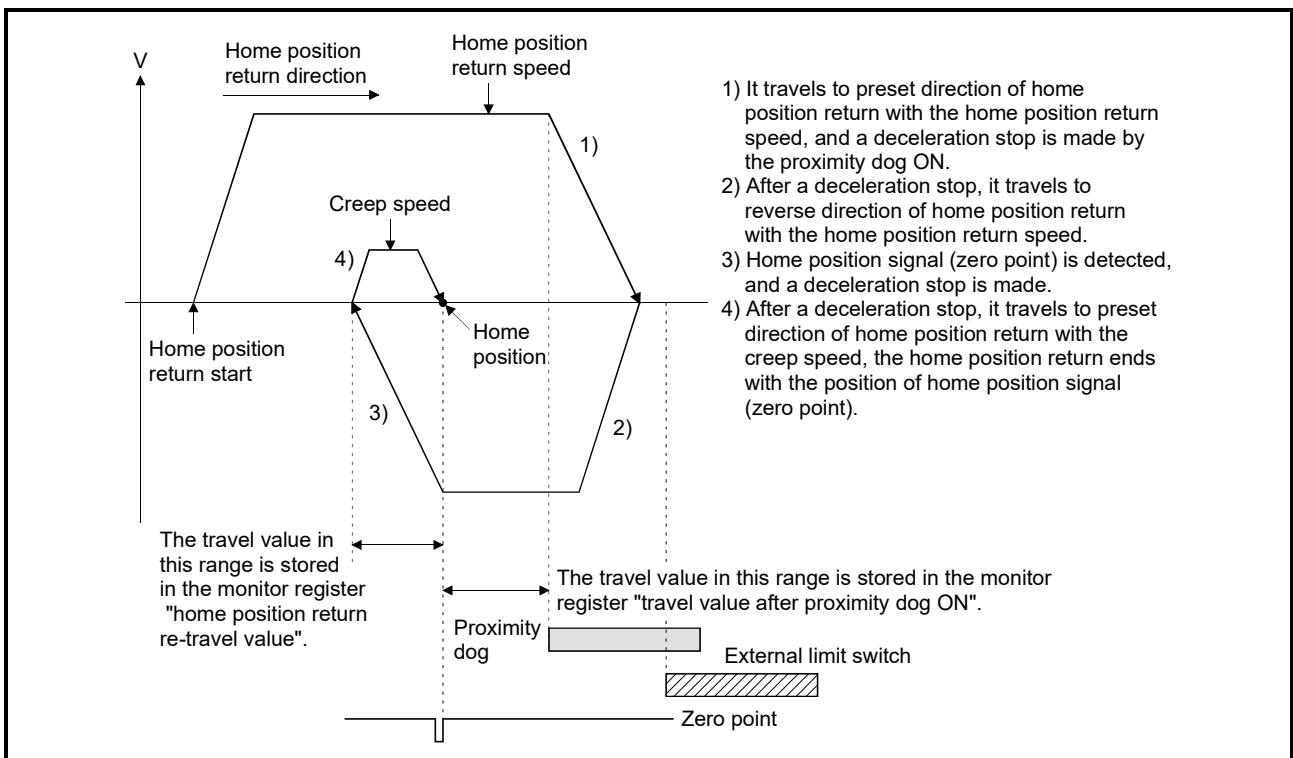 V
Home position
return direction
Home position
return speed
1)
Creep speed
4)
Home
position
Home position
return start
3)
2)
1) It travels to preset direction of home
position return with the home position return
speed, and a deceleration stop is made by
the proximity dog ON.
2) After a deceleration stop, it travels to
reverse direction of home position return
with the home position return speed.
3) Home position signal (zero point) is detected,
and a deceleration stop is made.
4) After a deceleration stop, it travels to preset
direction of home position return with the
creep speed, the home position return ends
with the position of home position signal
(zero point).
The travel value in
this range is stored
in the monitor register
"home position return
re-travel value".
The travel value in this range is stored in the monitor
register "travel value after proximity dog ON".
Proximity
dog
External limit switch
Zero point